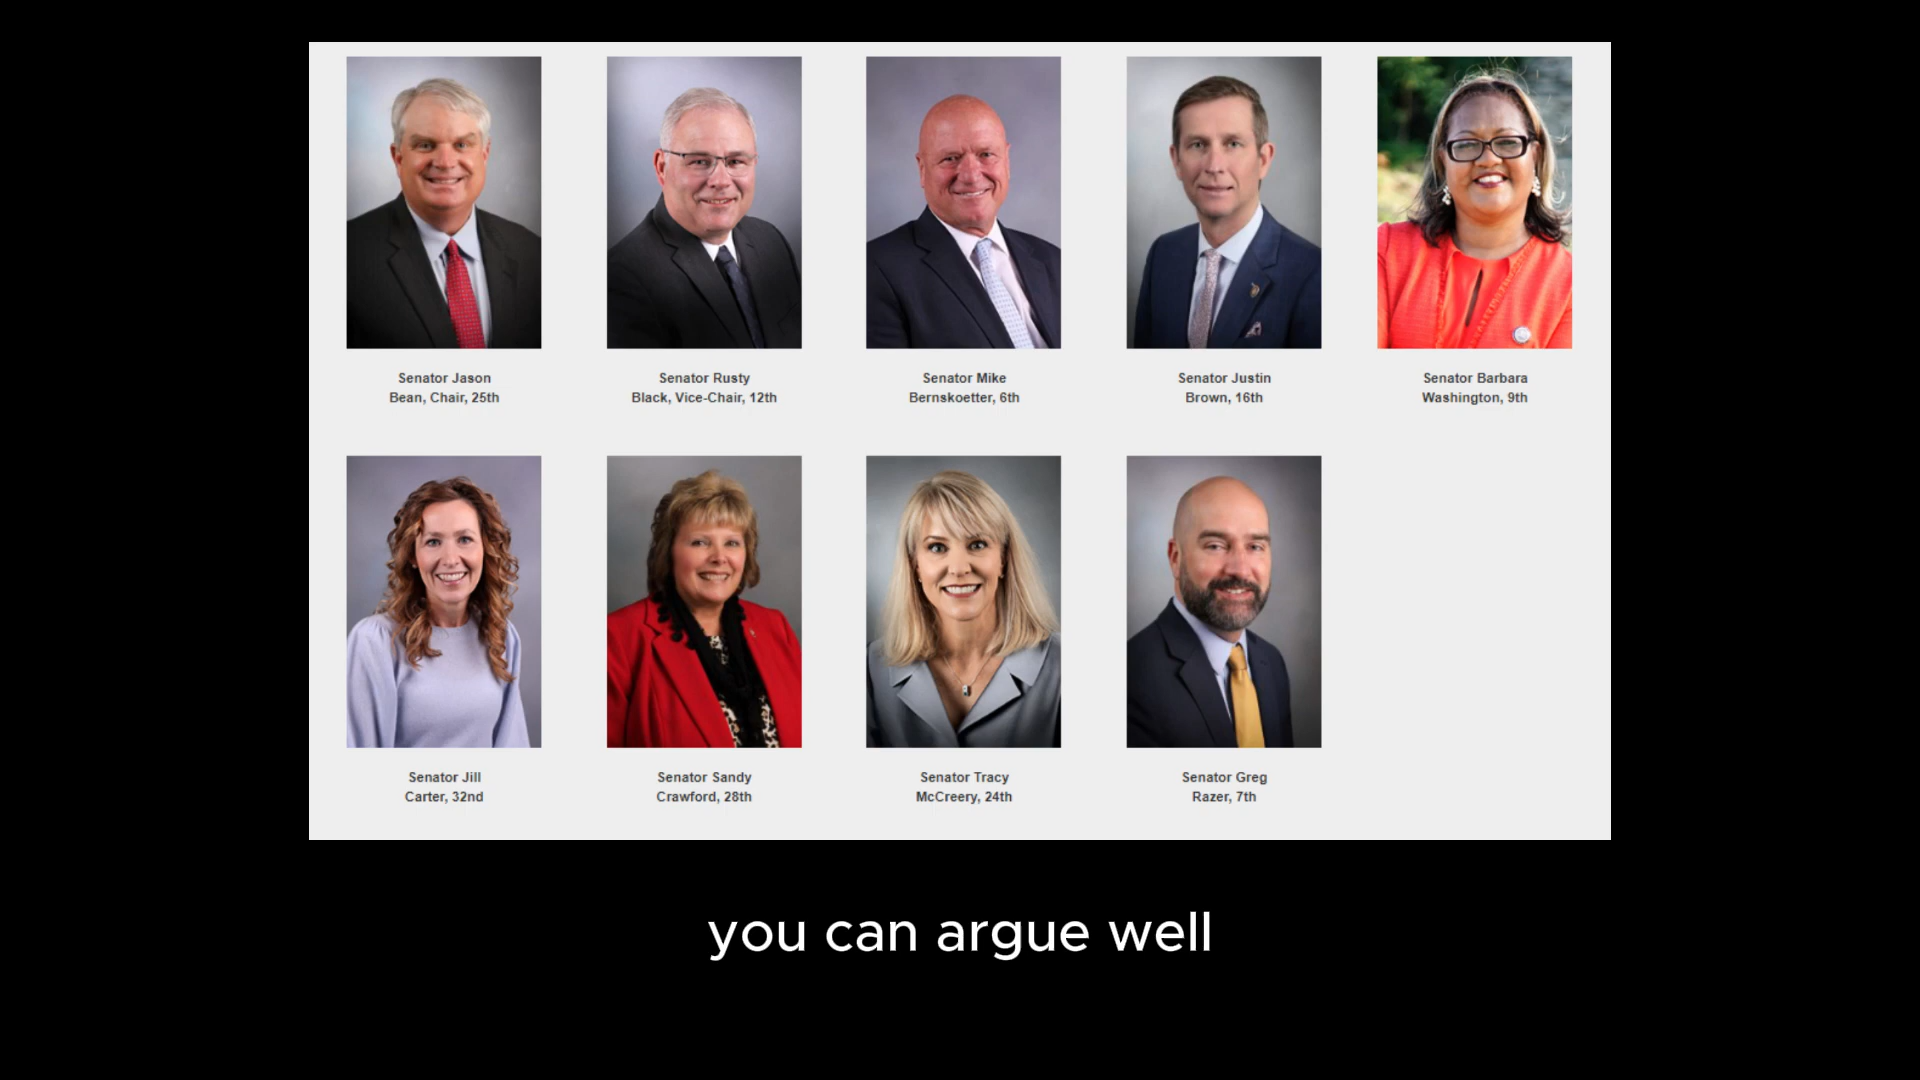 Senator Jason
Bean, Chair, 25th
Senator Rusty
Black, Vice-Chair, 12th
Senator Mike
Bernskoetter, 6th
Senator Justin
Brown, 16th
Senator Barbara
Washington, 9th
Senator Jill
Carter, 32nd
Senator Sandy
Crawford, 28th
Senator Tracy
McCreery, 24th
Senator Greg
Razer, 7th
you can argue well